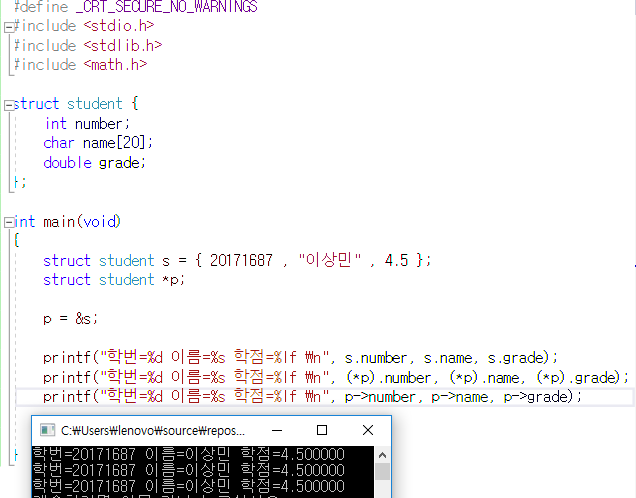 #define _CRT_SECURE_NO_WARNINGS
#include <stdio.h>
#include <stdlib.h>
#include <math.h>
struct student {
int number;
char name[20];
double grade;
};
int main(void)
{
struct student s = { 20171687 , "이상민" , 4.5 };
struct student *p;
p = &s;
printf("학번=%d 이름=%s 학점=%lf ₩n", s.number, s.name, s.grade);
printf("학번=%d 이름=%s 학점=%lf ₩n", (*p).number, (*p).name, (*p).grade);
printf("학번=%d 이름=%s 학점=%lf ₩n", p->number, p->name, p->grade);
C:₩Users₩lenovo₩source₩repos...
학번=20171687 이름=이상민 학점=4.500000
학번=20171687 이름=이상민 학점=4.500000
학번=20171687 이름=이상민 학점=4.500000